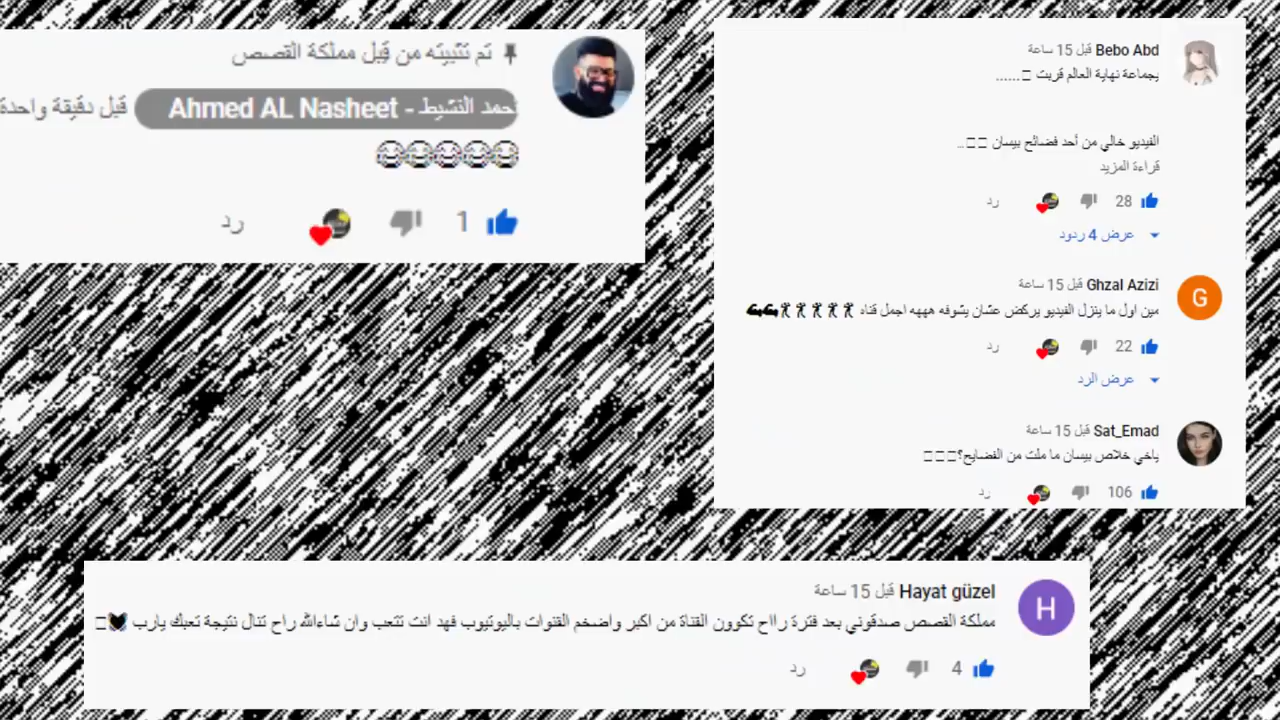 تم تثبيته من قِبل مملكة القصص
أحمد النشيط - Ahmed AL Nasheet قبل دقيقة واحدة
😂😂😂😂😂
1
رد
Bebo Abd قبل 15 ساعة
يجماعة نهاية العالم قربت □......
الفيديو خالي من أحد فضائح بيسان □□..
قراءة المزيد
28 رد
عرض 4 ردود
G
Ghzal Azizi قبل 15 ساعة
مين اول ما ينزل الفيديو يركض عشان يشوفه هههه اجمل قناه
22 رد
عرض الرد
Sat_Emad قبل 15 ساعة
ياخي خلاص بيسان ما ملت من الفضايح؟□□□
106 رد
H
Hayat güzel قبل 15 ساعة
مملكة القصص صدقوني بعد فترة رااح تكوون القناة من اكبر واضخم القنوات باليوتيوب فهد انت تتعب وان شاءالله راح تنال نتيجة تعبك يارب 🖤□
4 رد